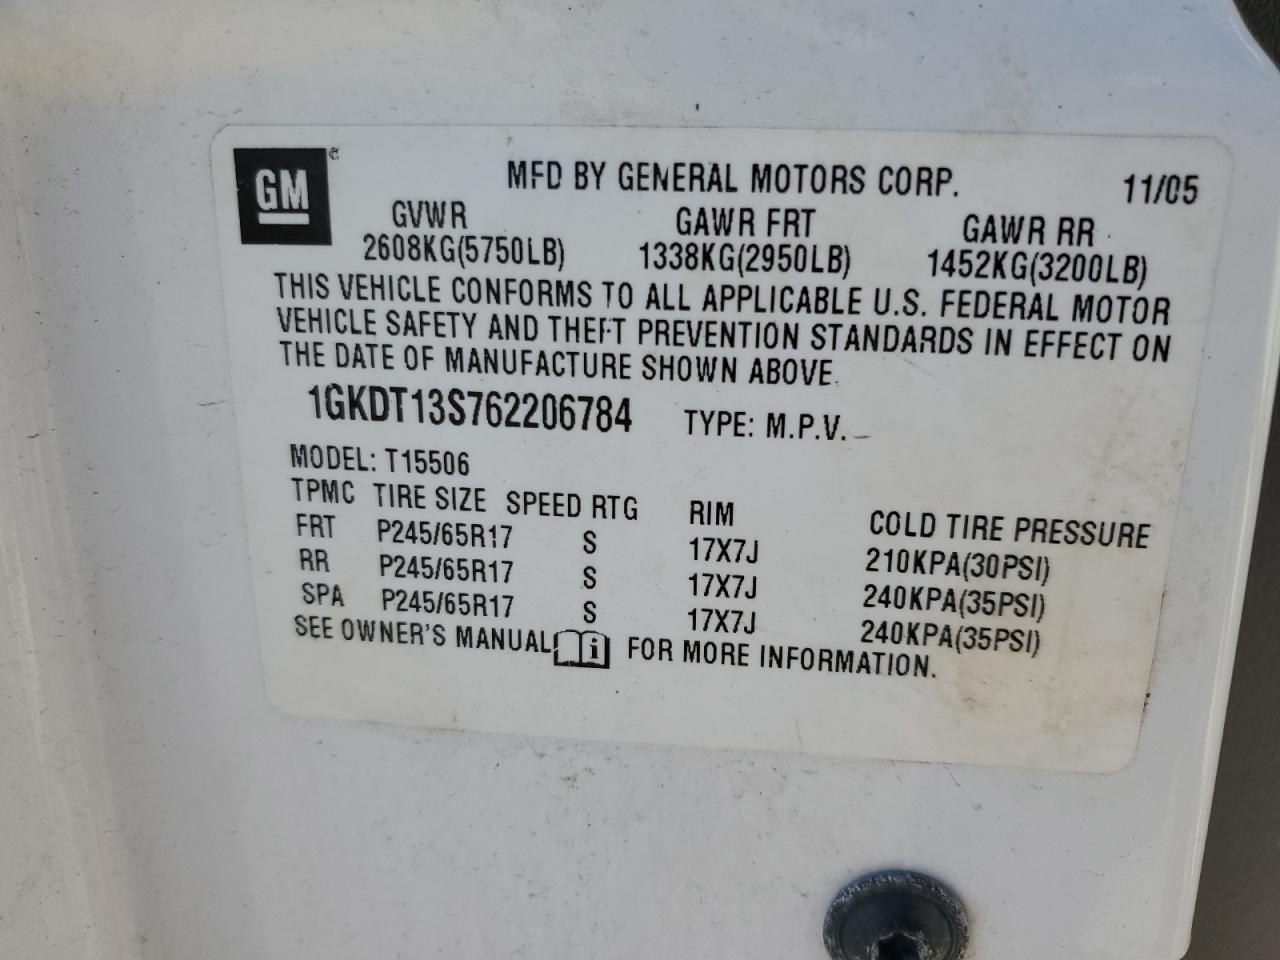 GM ©
MFD BY GENERAL MOTORS CORP. 11/05
GVWR GAWR FRT GAWR RR
2608KG(5750LB) 1338KG(2950LB) 1452KG(3200LB)
THIS VEHICLE CONFORMS TO ALL APPLICABLE U.S. FEDERAL MOTOR
VEHICLE SAFETY AND THEFT PREVENTION STANDARDS IN EFFECT ON
THE DATE OF MANUFACTURE SHOWN ABOVE.
1GKDT13S762206784 TYPE: M.P.V.
MODEL: T15506
TPMC TIRE SIZE SPEED RTG RIM COLD TIRE PRESSURE
FRT P245/65R17 S 17X7J 210KPA(30PSI)
RR P245/65R17 S 17X7J 240KPA(35PSI)
SPA P245/65R17 S 17X7J 240KPA(35PSI)
SEE OWNER'S MANUAL i FOR MORE INFORMATION.